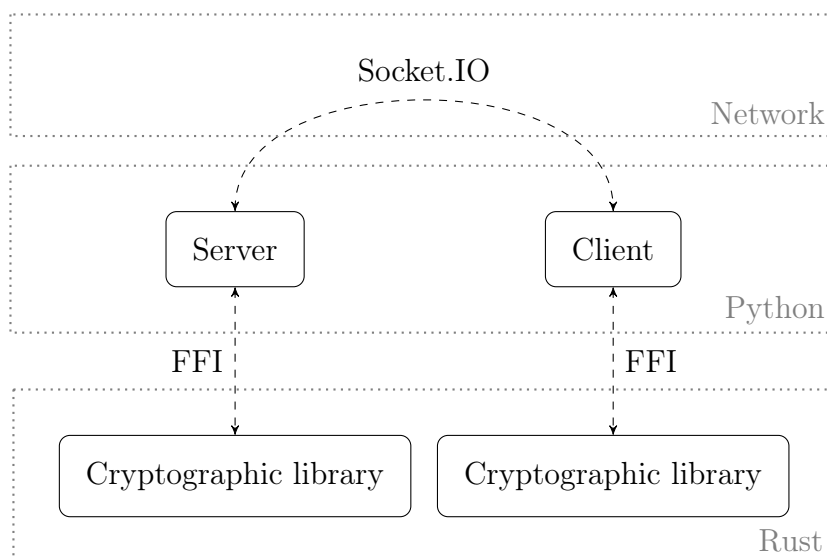 Socket.IO
Network
Server
Client
Python
FFI
FFI
Cryptographic library
Cryptographic library
Rust